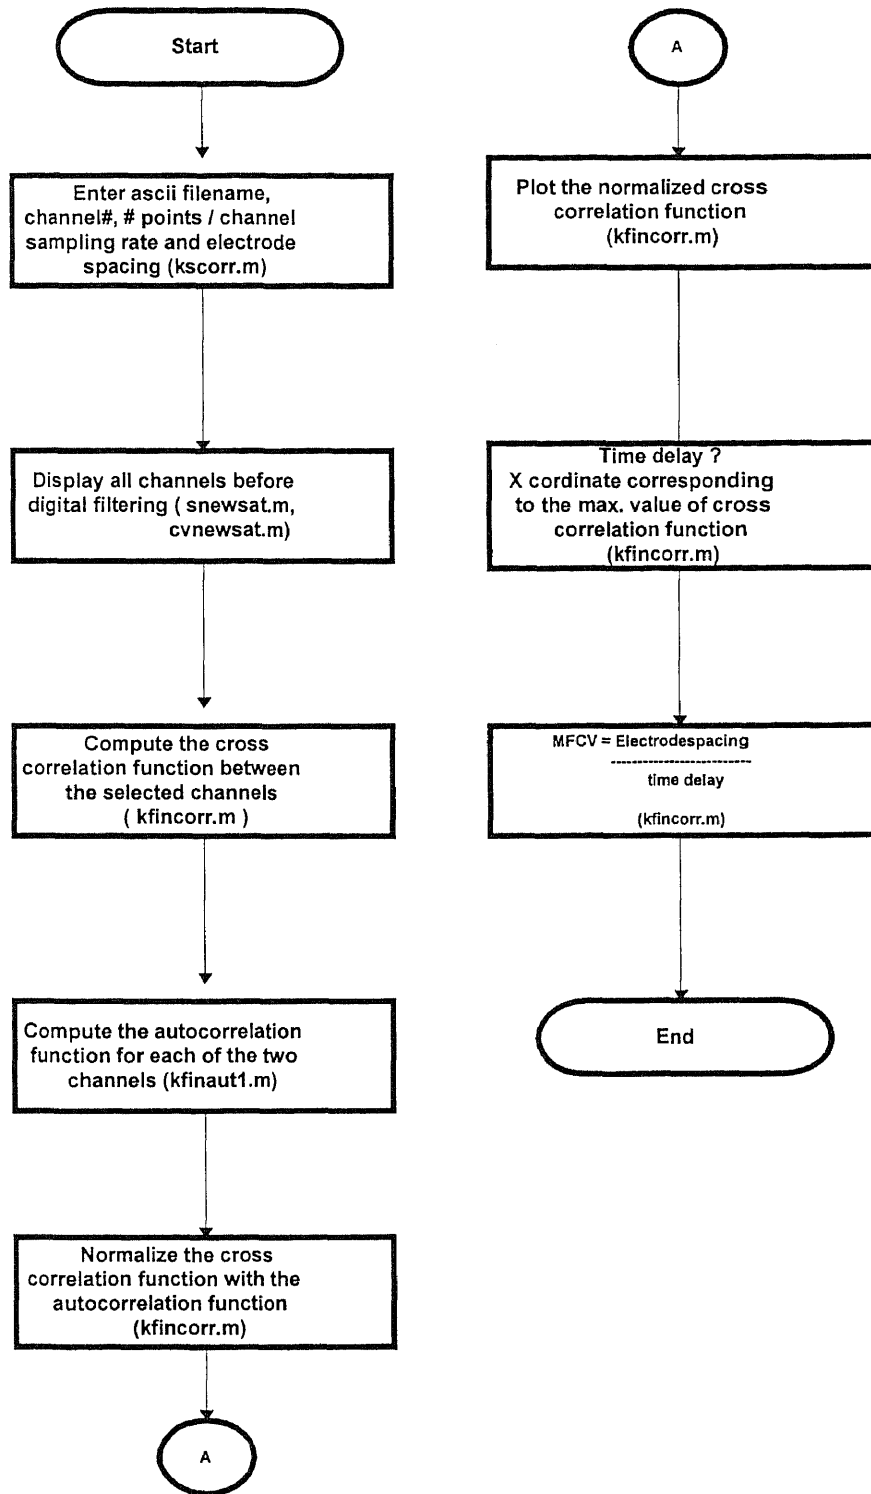 Start
Enter ascii filename,
channel#, # points / channel
sampling rate and electrode
spacing (kscorr.m)
Display all channels before
digital filtering ( snewsat.m,
cvnewsat.m)
Compute the cross
correlation function between
the selected channels
( kfincorr.m )
Compute the autocorrelation
function for each of the two
channels (kfinaut1.m)
Normalize the cross
correlation function with the
autocorrelation function
(kfincorr.m)
A
A
Plot the normalized cross
correlation function
(kfincorr.m)
Time delay ?
X cordinate corresponding
to the max. value of cross
correlation function
(kfincorr.m)
MFCV = Electrodespacing
---------------------------
time delay
(kfincorr.m)
End